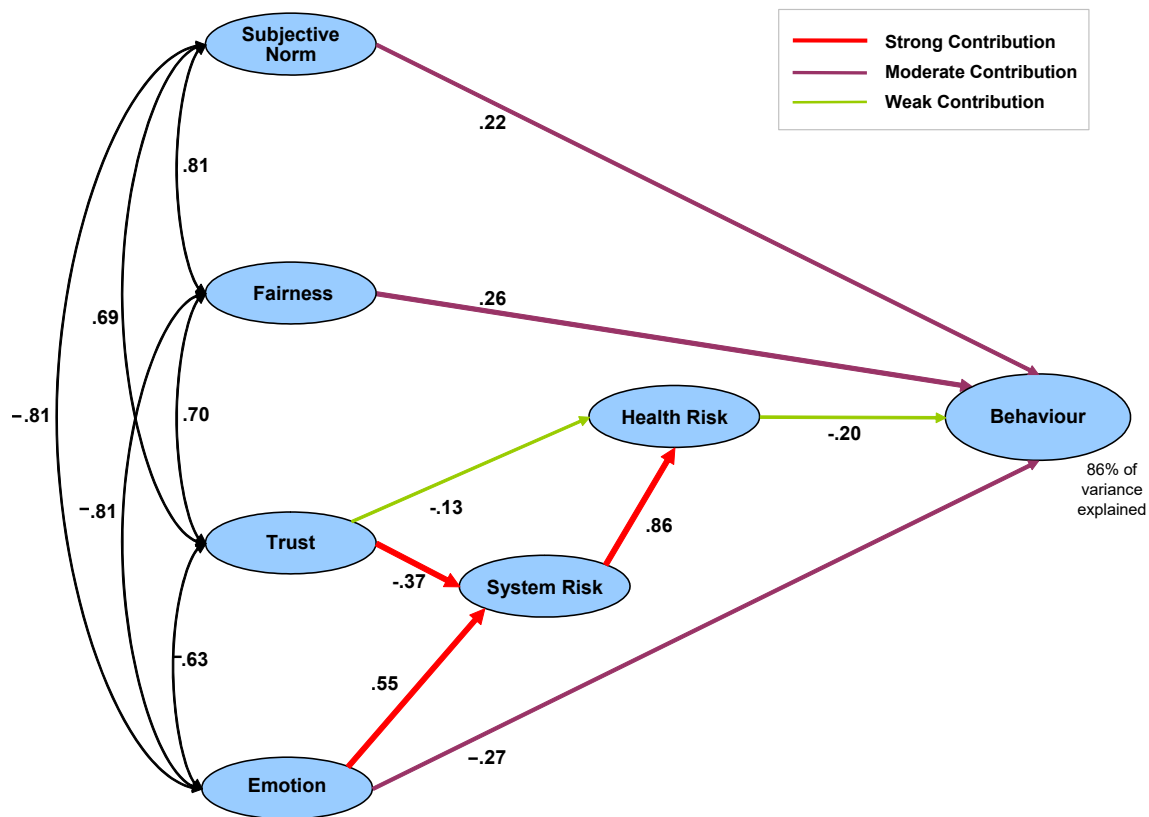 Subjective
Norm
Strong Contribution
Moderate Contribution
Weak Contribution
.22
.81
Fairness
.26
.69
−.81
.70
Health Risk
-.20
Behaviour
86% of
variance
explained
-.13
−.81
Trust
.86
-.37
System Risk
−.63
.55
−.27
Emotion